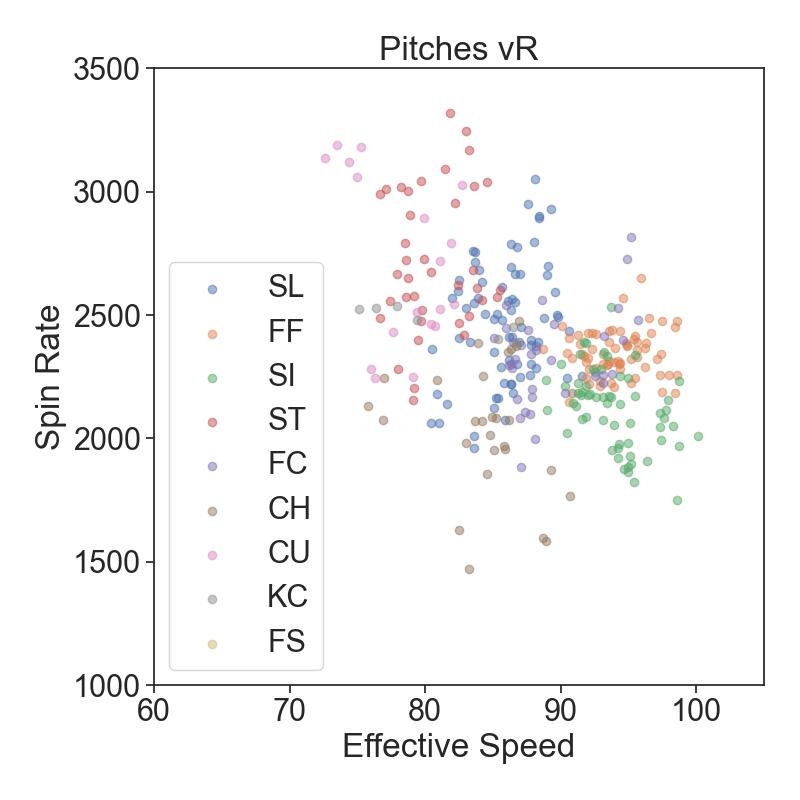 Pitches vR
3500
3000
2500
2000
1500
1000
Spin Rate
SL
FF
SI
ST
FC
CH
CU
KC
FS
60 70 80 90 100
Effective Speed